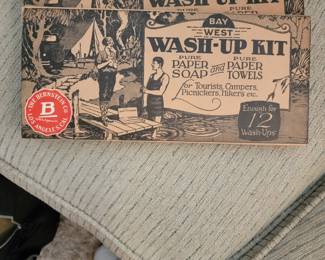 WASH-UP KIT
BAY
WEST
WASH-UP KIT
PURE PAPER SOAP and PURE PAPER TOWELS
for Tourists, Campers,
Picnickers, Hikers etc.
Enough for
12
Wash-Ups
THE BERNSTEIN CO.
B
LOS ANGELES, CAL.